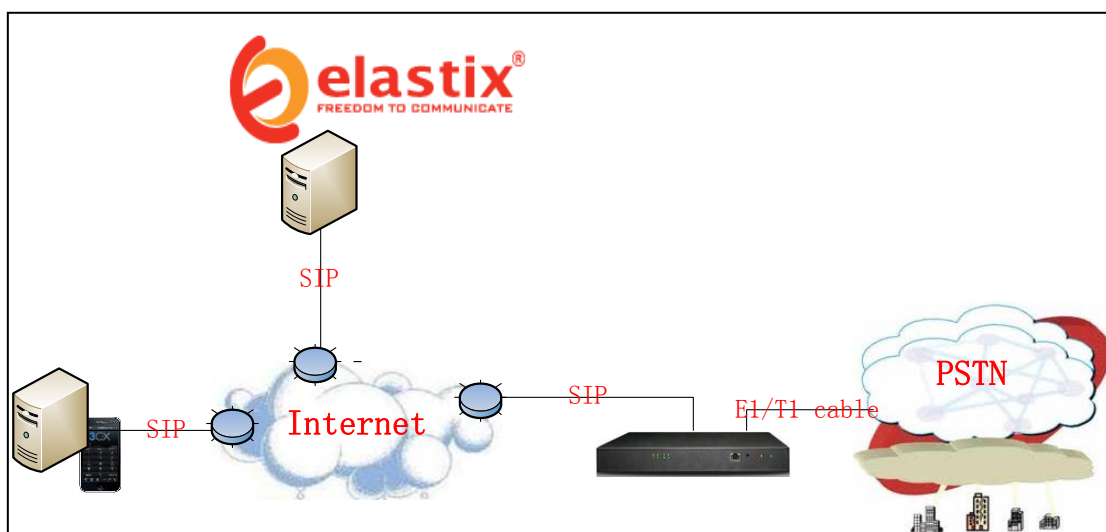 elastix®
FREEDOM TO COMMUNICATE
SIP
PSTN
SIP
E1/T1 cable
Internet
SIP
3CX